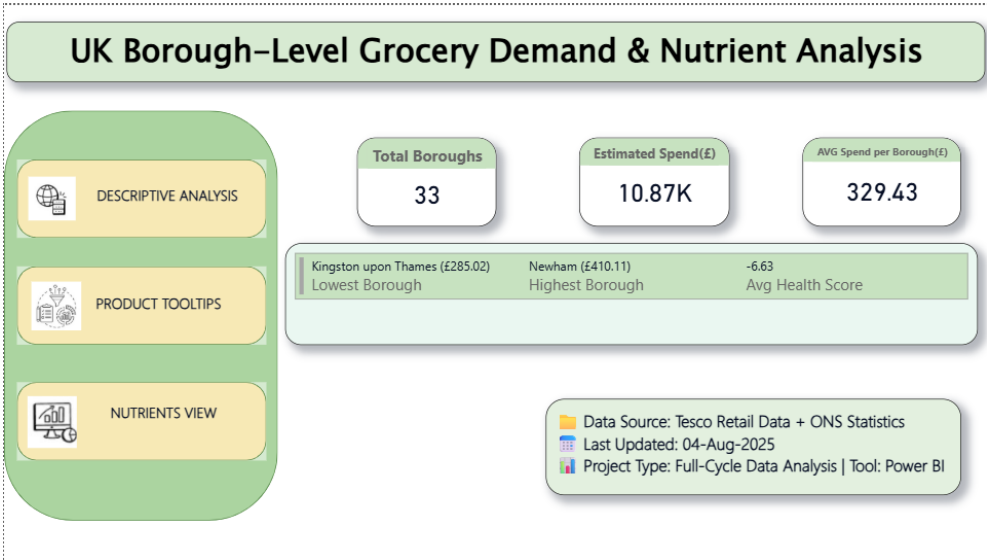 UK Borough-Level Grocery Demand & Nutrient Analysis
DESCRIPTIVE ANALYSIS
PRODUCT TOOLTIPS
NUTRIENTS VIEW
Total Boroughs
33
Estimated Spend(£)
10.87K
AVG Spend per Borough(£)
329.43
Kingston upon Thames (£285.02)
Lowest Borough
Newham (£410.11)
Highest Borough
-6.63
Avg Health Score
Data Source: Tesco Retail Data + ONS Statistics
Last Updated: 04-Aug-2025
Project Type: Full-Cycle Data Analysis | Tool: Power BI